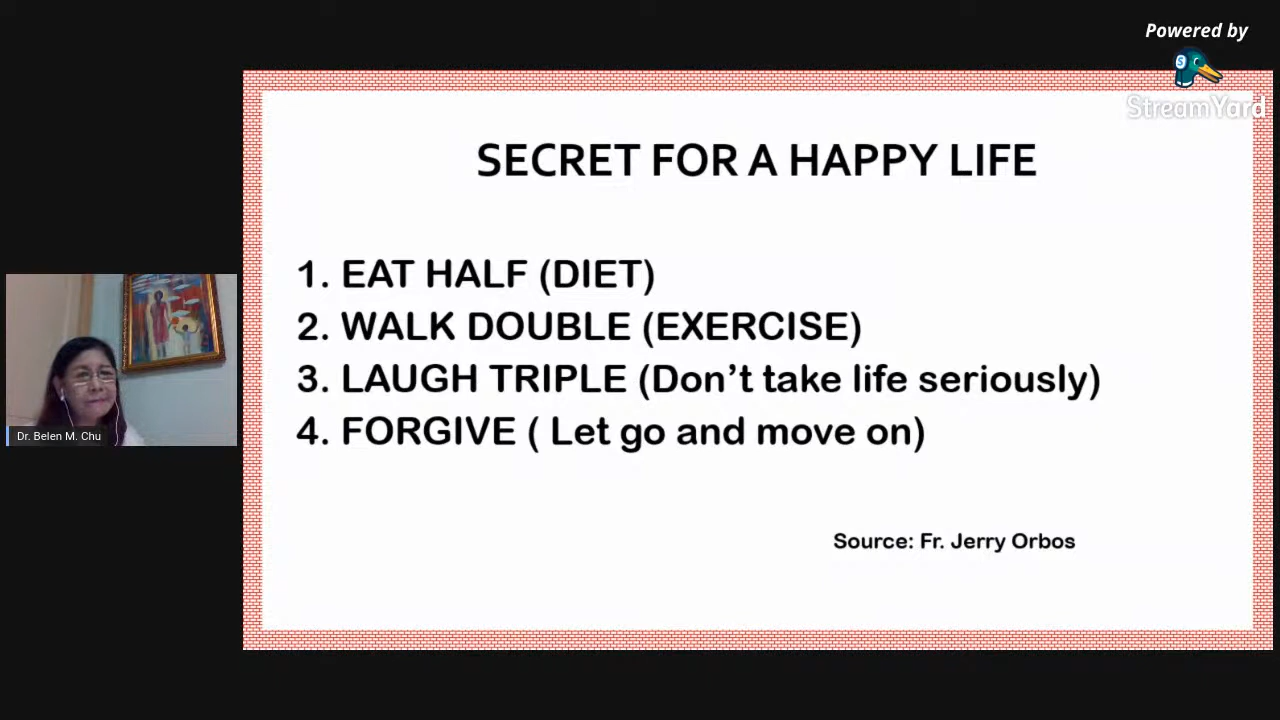 Powered by
StreamYard
SECRET FOR A HAPPY LIFE
1. EAT HALF (DIET)
2. WALK DOUBLE (EXERCISE)
3. LAUGH TRIPLE (Don't take life seriously)
4. FORGIVE ( Let go and move on)
Source: Fr. Jerry Orbos
Dr. Belen M. Chu